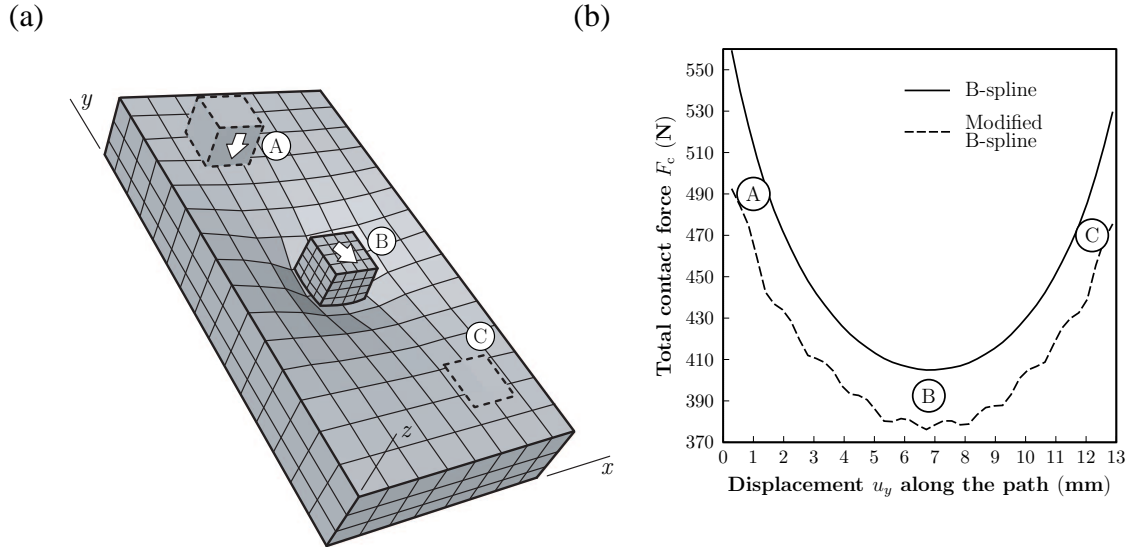 (a)
(b)
y
A
B
C
z
x
Total contact force Fc (N)
550
530
510
490
470
450
430
410
390
370
B-spline
Modified
B-spline
A
C
B
0 1 2 3 4 5 6 7 8 9 10 11 12 13
Displacement uy along the path (mm)